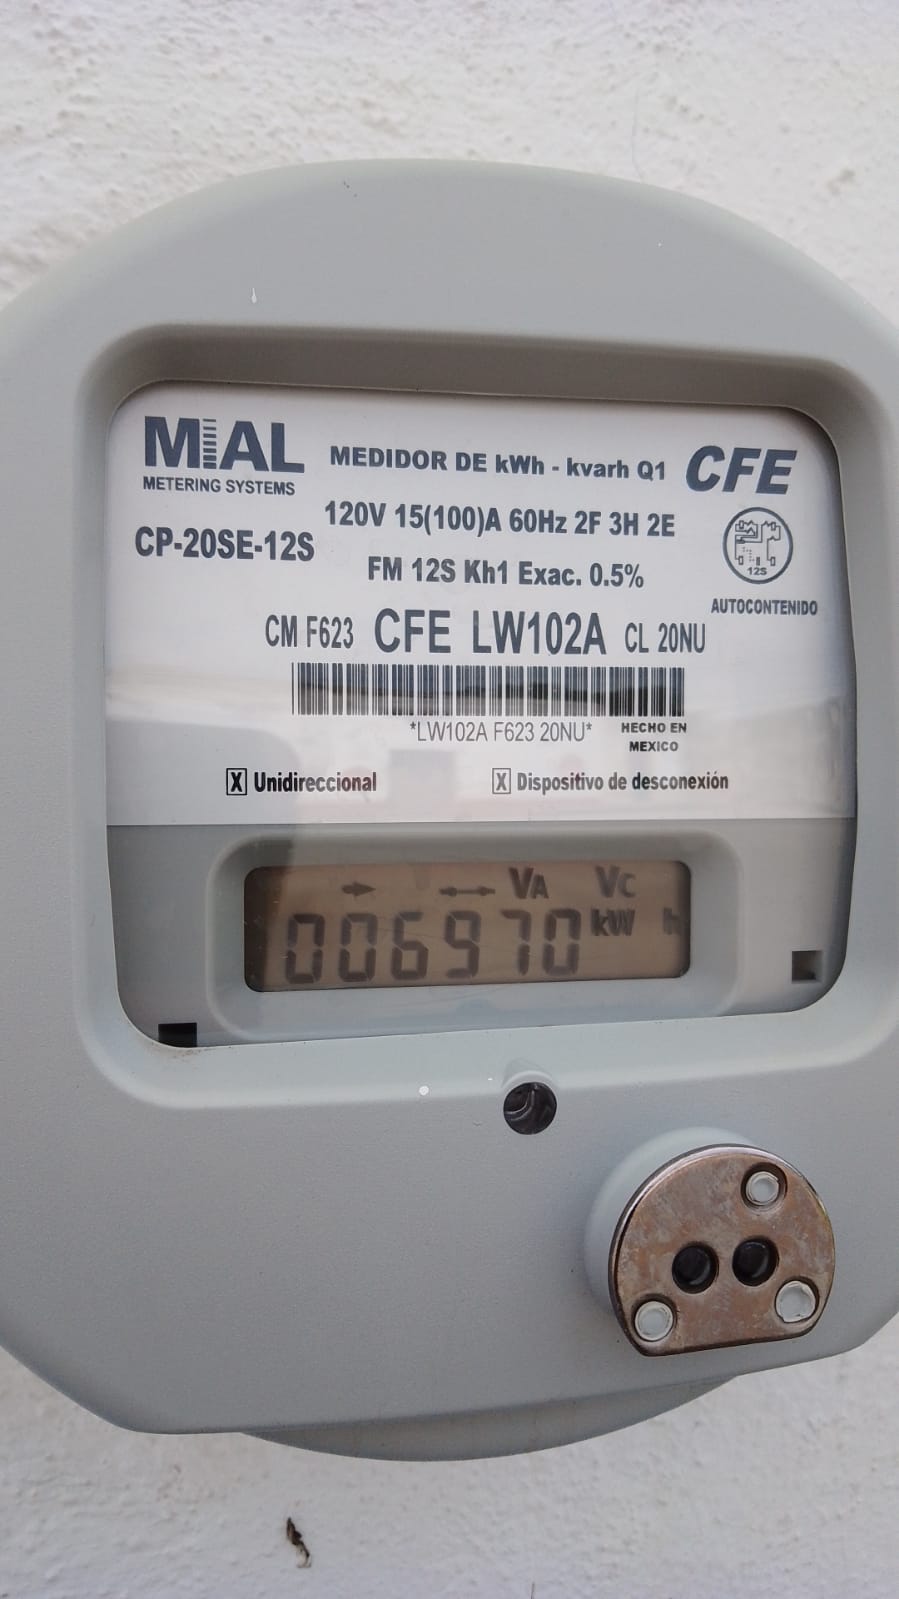 MIAL
METERING SYSTEMS
MEDIDOR DE kWh - kvarh Q1
CFE
CP-20SE-12S
120V 15(100)A 60Hz 2F 3H 2E
FM 12S Kh1 Exac. 0.5%
12S
AUTOCONTENIDO
CM F623 CFE LW102A CL 20NU
*LW102A F623 20NU*
HECHO EN
MEXICO
X Unidireccional
X Dispositivo de desconexión
VA VC
006970 kW h